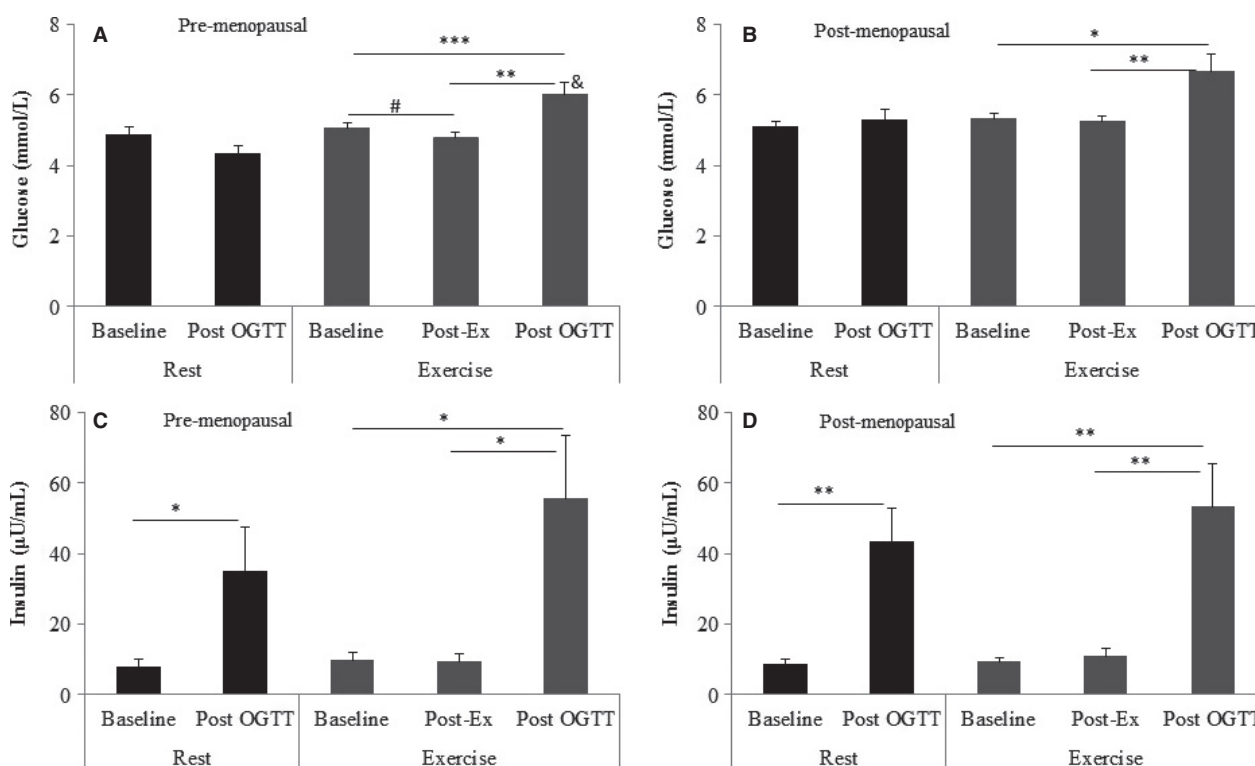 A Pre-menopausal
Glucose (mmol/L)
8
6
4
2
0
***
**
#
&
Baseline Post OGTT Baseline Post-Ex Post OGTT
Rest Exercise
B Post-menopausal
Glucose (mmol/L)
8
6
4
2
0
*
**
Baseline Post OGTT Baseline Post-Ex Post OGTT
Rest Exercise
C Pre-menopausal
Insulin (μU/mL)
80
60
40
20
0
*
*
*
Baseline Post OGTT Baseline Post-Ex Post OGTT
Rest Exercise
D Post-menopausal
Insulin (μU/mL)
80
60
40
20
0
**
**
**
Baseline Post OGTT Baseline Post-Ex Post OGTT
Rest Exercise